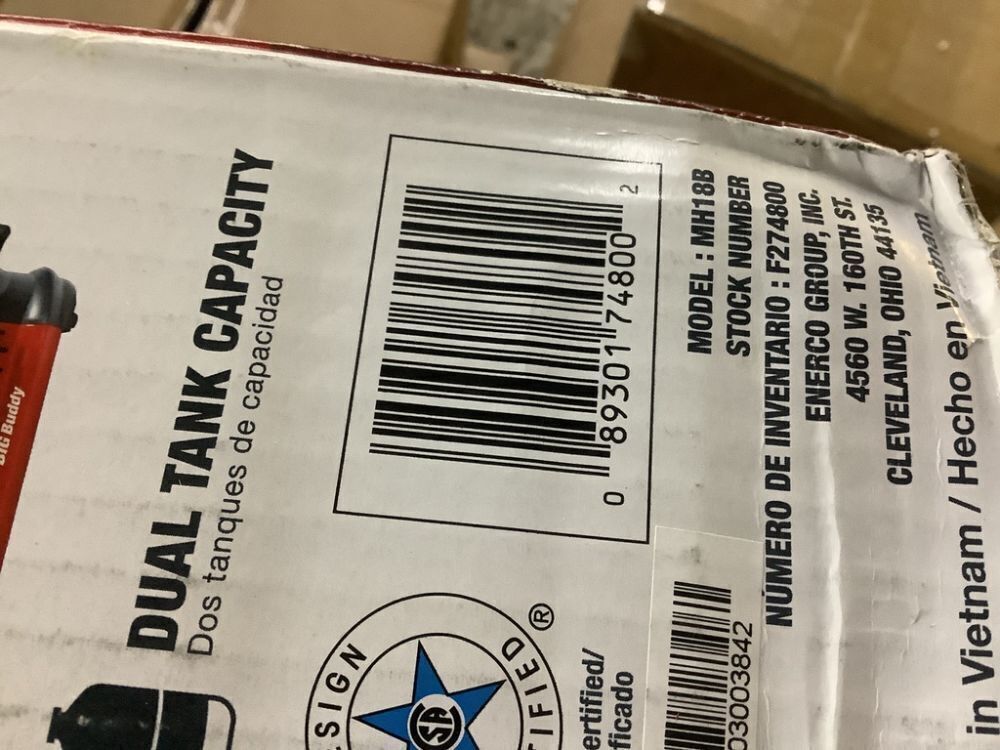 BIG Buddy
DUAL TANK CAPACITY
Dos tanques de capacidad
0 89301 74800 2
MODEL : MH18B
STOCK NUMBER
NÚMERO DE INVENTARIO : F274800
ENERCO GROUP, INC.
4560 W. 160TH ST.
CLEVELAND, OHIO 44135
in Vietnam / Hecho en Vietnam
SIGN
TIFIED
®
ertified/
ficado
03003842